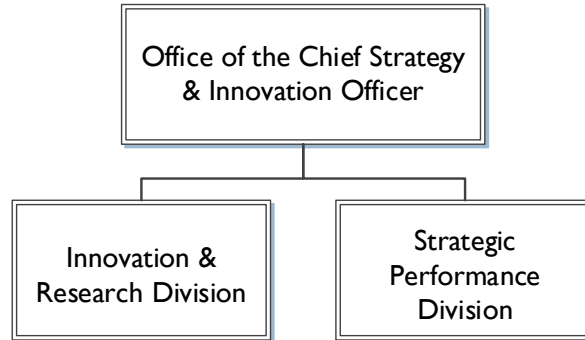 Office of the Chief Strategy
& Innovation Officer
Innovation &
Research Division
Strategic
Performance
Division